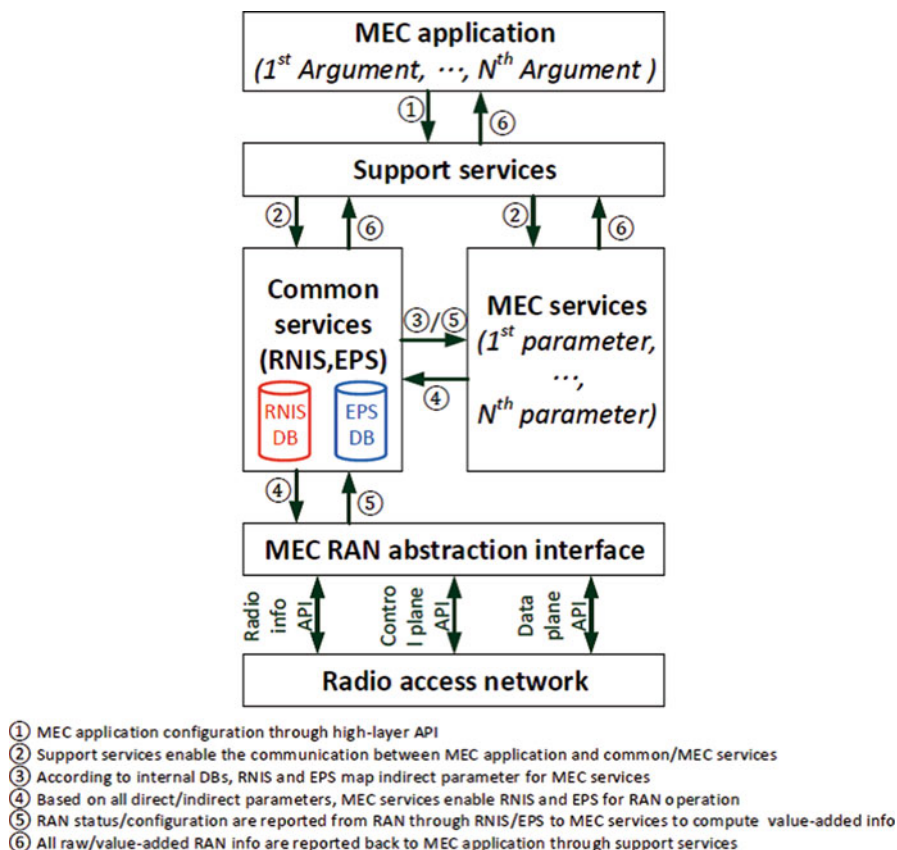 MEC application
(1st Argument, ⋯, Nth Argument )
①
⑥
Support services
②
⑥
②
⑥
Common
services
(RNIS,EPS)
RNIS
DB
EPS
DB
③/⑤
④
MEC services
(1st parameter,
⋯,
Nth parameter)
④
⑤
MEC RAN abstraction interface
Radio
info
API
Contro
l plane
API
Data
plane
API
Radio access network
① MEC application configuration through high-layer API
② Support services enable the communication between MEC application and common/MEC services
③ According to internal DBs, RNIS and EPS map indirect parameter for MEC services
④ Based on all direct/indirect parameters, MEC services enable RNIS and EPS for RAN operation
⑤ RAN status/configuration are reported from RAN through RNIS/EPS to MEC services to compute value-added info
⑥ All raw/value-added RAN info are reported back to MEC application through support services